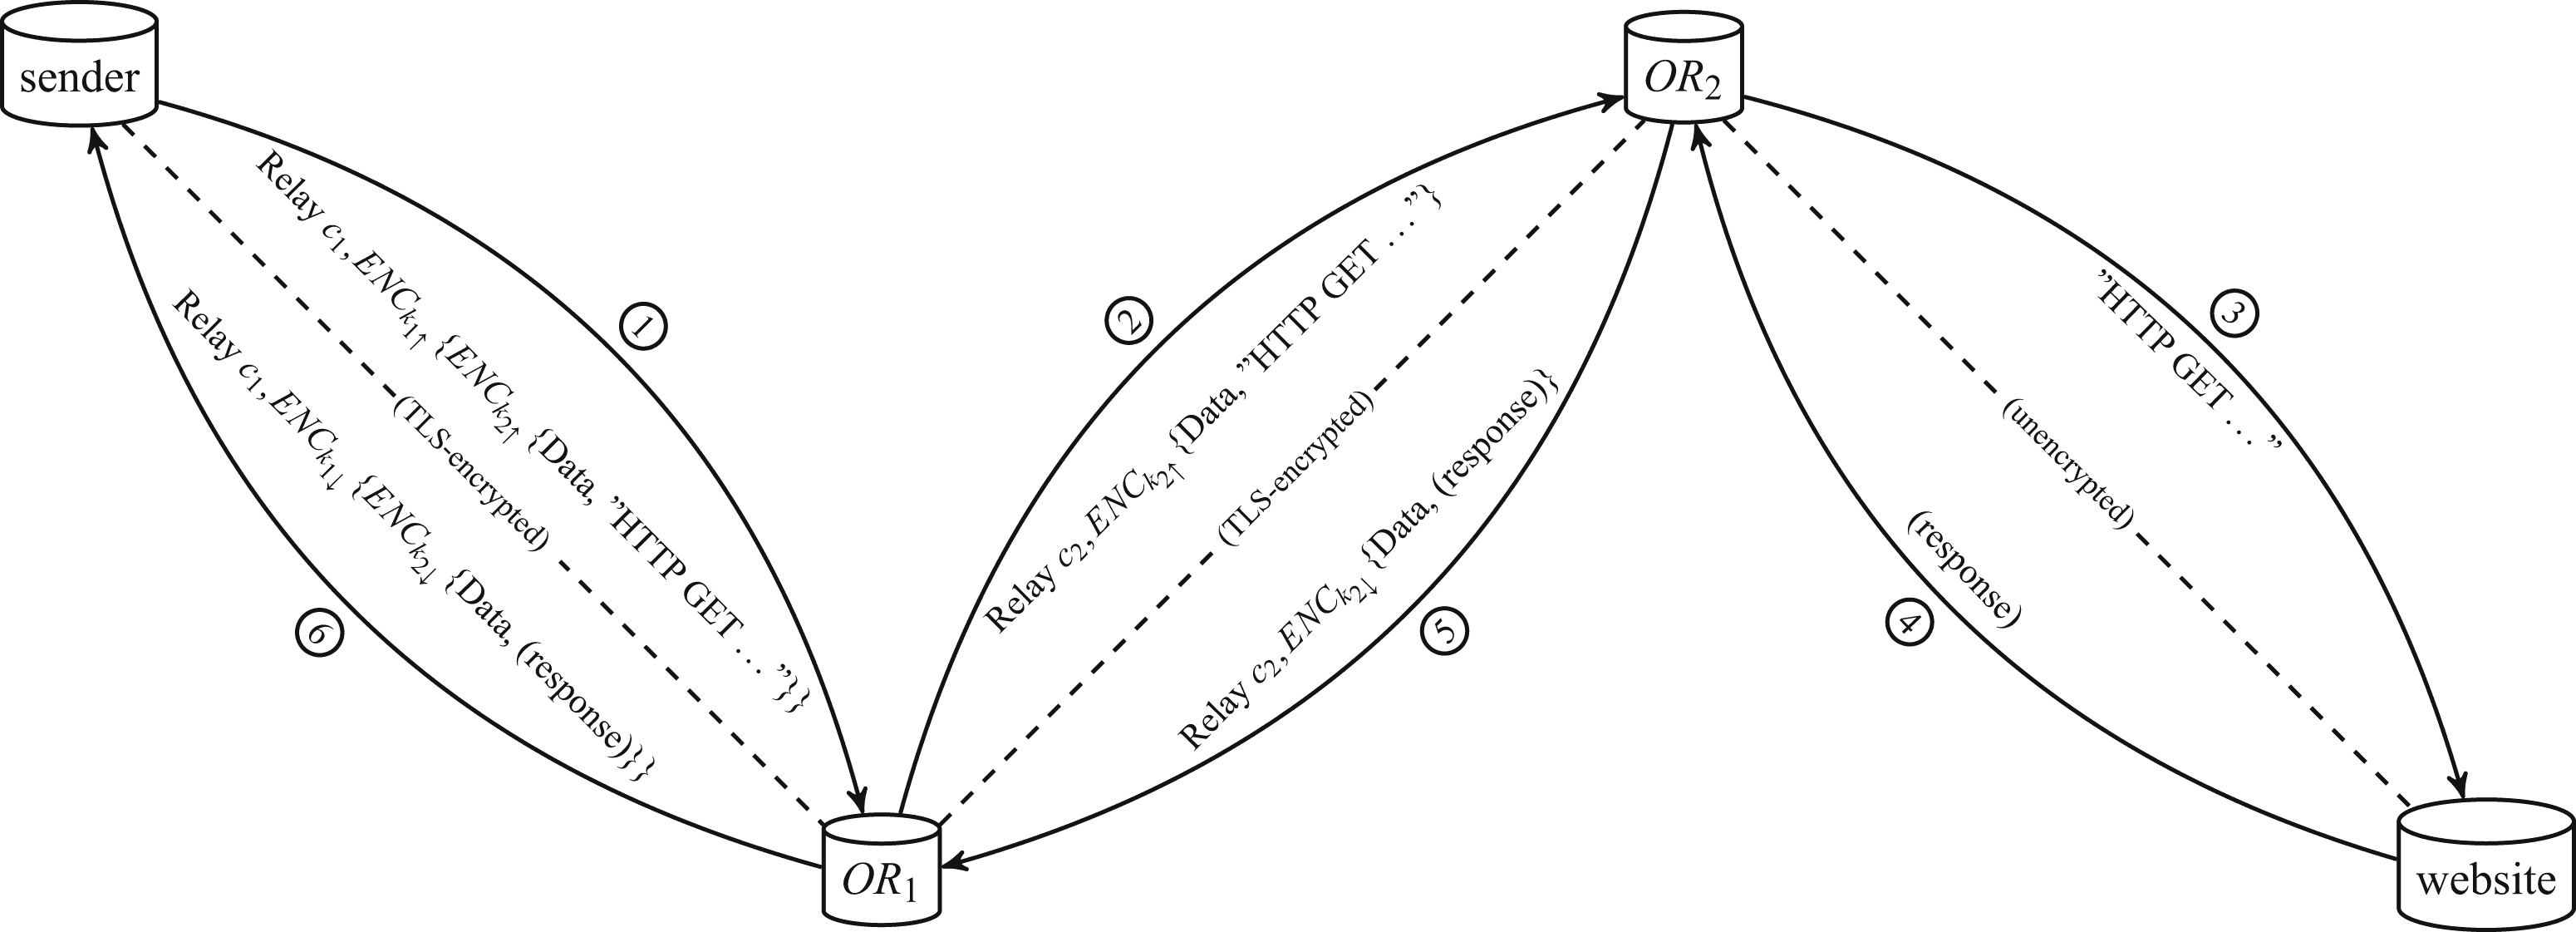 sender
OR2
Relay c1, ENCk1↑ {ENCk2↑ {Data, ”HTTP GET …”}}
①
(TLS-encrypted)
Relay c1, ENCk1↓ {ENCk2↓ {Data, (response)}}
⑥
②
Relay c2, ENCk2↑ {Data, ”HTTP GET …”}
(TLS-encrypted)
Relay c2, ENCk2↓ {Data, (response)}
⑤
③
”HTTP GET …”
(unencrypted)
(response)
④
OR1
website